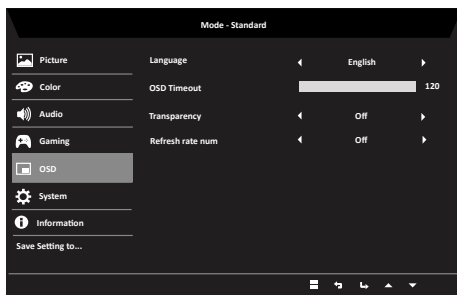 Mode - Standard
Picture
Language
English
Color
OSD Timeout
120
Audio
Transparency
Off
Gaming
Refresh rate num
Off
OSD
System
Information
Save Setting to...